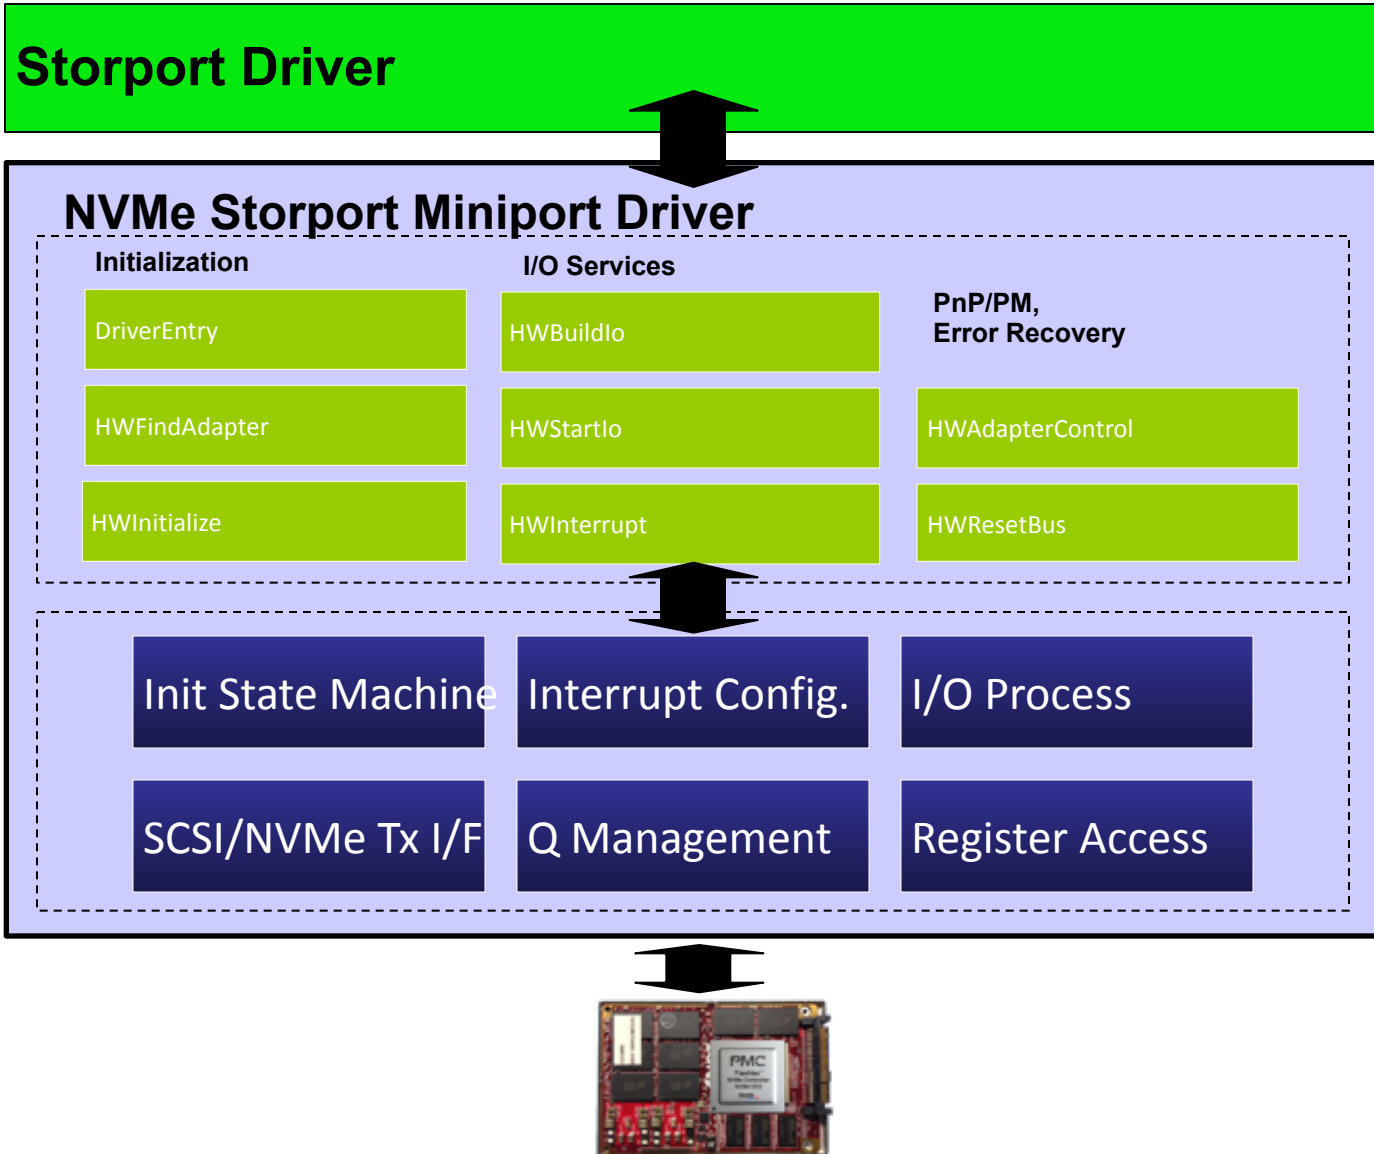 Storport Driver
NVMe Storport Miniport Driver
Initialization
DriverEntry
HWFindAdapter
HWInitialize
I/O Services
HWBuildIo
HWStartIo
HWInterrupt
PnP/PM,
Error Recovery
HWAdapterControl
HWResetBus
Init State Machine
Interrupt Config.
I/O Process
SCSI/NVMe Tx I/F
Q Management
Register Access
PMC